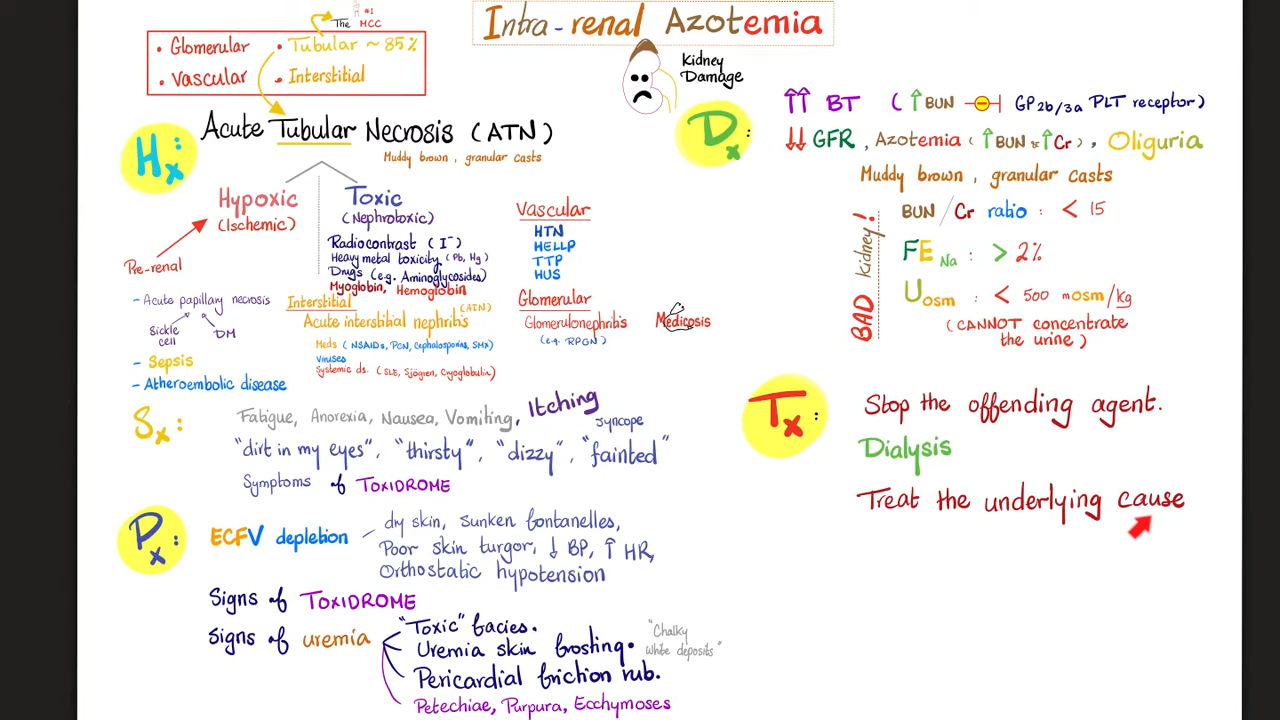 Intra-renal Azotemia
The #1 MCC
• Glomerular • Tubular ~ 85%
• Vascular • Interstitial
Kidney
Damage
Hx:
Acute Tubular Necrosis (ATN)
Muddy brown, granular casts
Hypoxic
(Ischemic)
Pre-renal
- Acute papillary necrosis
Sickle
cell
DM
- Sepsis
- Atheroembolic disease
Toxic
(Nephrotoxic)
Radiocontrast (I⁻)
Heavy metal toxicity (Pb, Hg)
Drugs (e.g. Aminoglycosides)
Myoglobin, Hemoglobin
Vascular
HTN
HELLP
TTP
HUS
Interstitial
(AIN)
Acute interstitial nephritis
Meds (NSAIDs, PCN, Cephalosporins, SMX)
Viruses
Systemic ds. (SLE, Sjögren, Cryoglobulin)
Glomerular
Glomerulonephritis
(e.g. RPGN)
Medicosis
Sx:
Fatigue, Anorexia, Nausea, Vomiting, Itching
syncope
"dirt in my eyes", "thirsty", "dizzy", "fainted"
Symptoms of TOXIDROME
Px:
ECFV depletion
dry skin, sunken fontanelles,
Poor skin turgor, ↓ BP, ↑ HR,
Orthostatic hypotension
Signs of TOXIDROME
Signs of uremia
"Toxic" facies.
Uremia skin frosting.
"Chalky
white deposits"
Pericardial friction rub.
Petechiae, Purpura, Ecchymoses
Dx:
↑↑ BT (↑BUN ⊖ GP2b/3a PLT receptor)
↓↓ GFR, Azotemia (↑BUN & ↑Cr), Oliguria
Muddy brown, granular casts
BAD Kidney!
BUN/Cr ratio : < 15
FENa : > 2%
Uosm : < 500 mosm/kg
(CANNOT concentrate
the urine)
Tx:
Stop the offending agent.
Dialysis
Treat the underlying cause